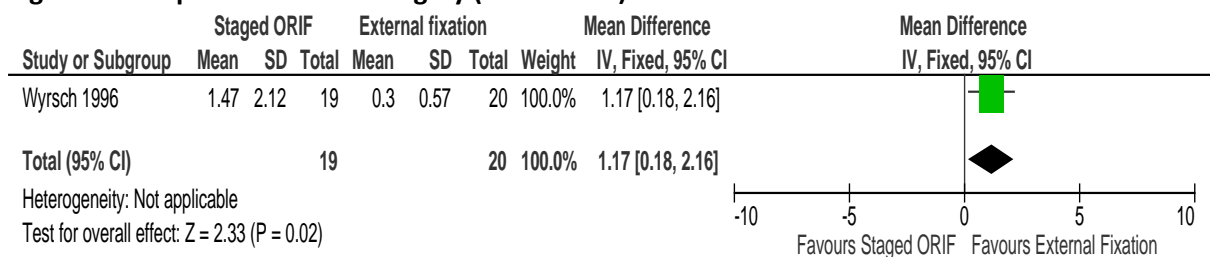 Staged ORIF External fixation Mean Difference Mean Difference
Study or Subgroup Mean SD Total Mean SD Total Weight IV, Fixed, 95% CI IV, Fixed, 95% CI
Wyrsch 1996 1.47 2.12 19 0.3 0.57 20 100.0% 1.17 [0.18, 2.16]
Total (95% CI) 19 20 100.0% 1.17 [0.18, 2.16]
Heterogeneity: Not applicable
Test for overall effect: Z = 2.33 (P = 0.02)
-10 -5 0 5 10
Favours Staged ORIF Favours External Fixation